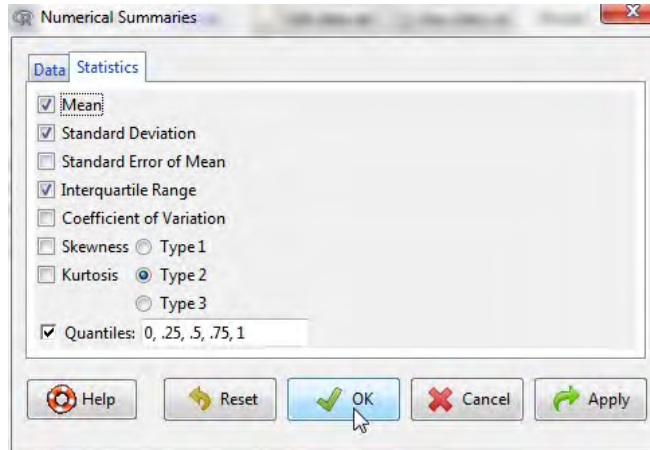 Numerical Summaries
Data Statistics
Mean
Standard Deviation
Standard Error of Mean
Interquartile Range
Coefficient of Variation
Skewness Type 1
Kurtosis Type 2
Type 3
Quantiles: 0, .25, .5, .75, 1
Help Reset OK Cancel Apply